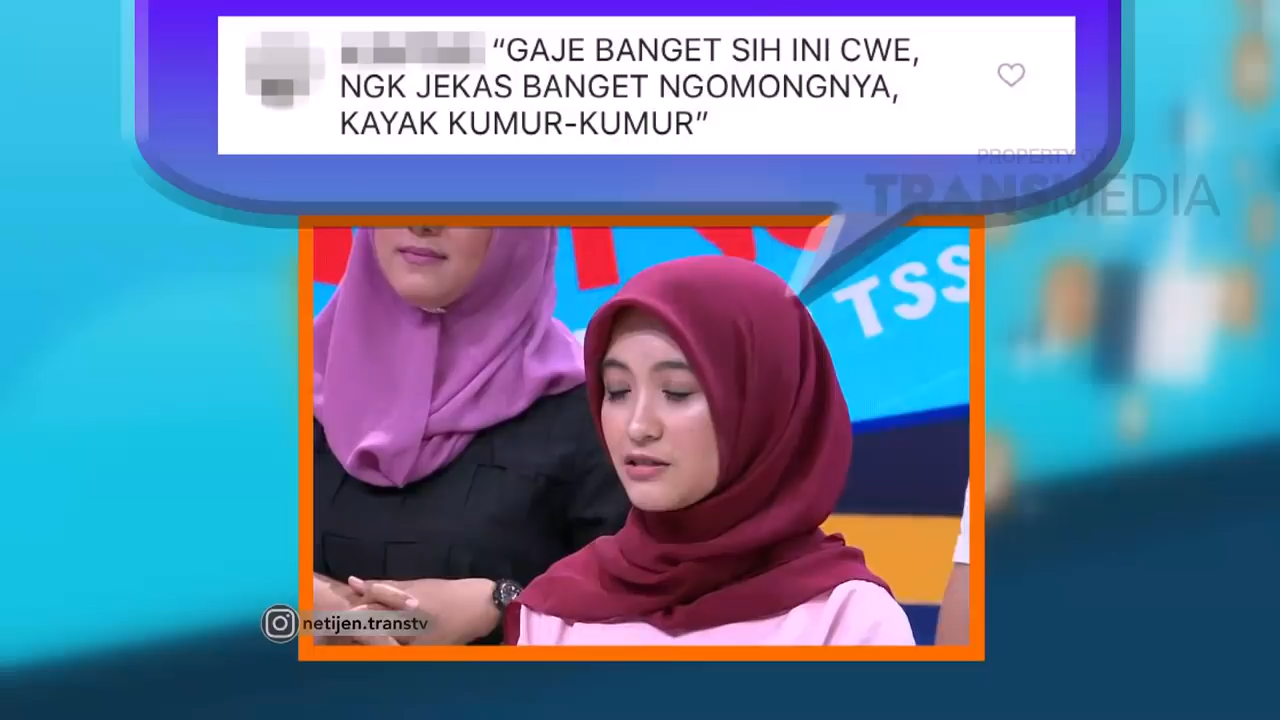 “GAJE BANGET SIH INI CWE,
NGK JEKAS BANGET NGOMONGNYA,
KAYAK KUMUR-KUMUR”
PROPERTY OF
TRANSMEDIA
TSS
netijen.transtv